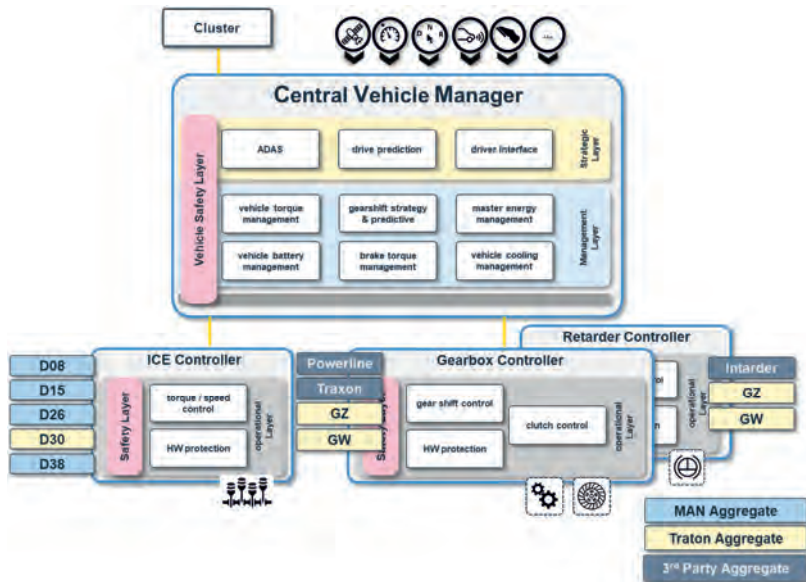 Cluster
D N R
....
Central Vehicle Manager
Vehicle Safety Layer
ADAS
drive prediction
driver interface
Strategic
Layer
vehicle torque
management
gearshift strategy
& predictive
master energy
management
vehicle battery
management
brake torque
management
vehicle cooling
management
Management
Layer
D08
D15
D26
D30
D38
ICE Controller
Safety Layer
torque / speed
control
HW protection
operational
Layer
Powerline
Traxon
GZ
GW
Gearbox Controller
gear shift control
HW protection
clutch control
operational
Layer
Retarder Controller
operational
Layer
Intarder
GZ
GW
MAN Aggregate
Traton Aggregate
3rd Party Aggregate